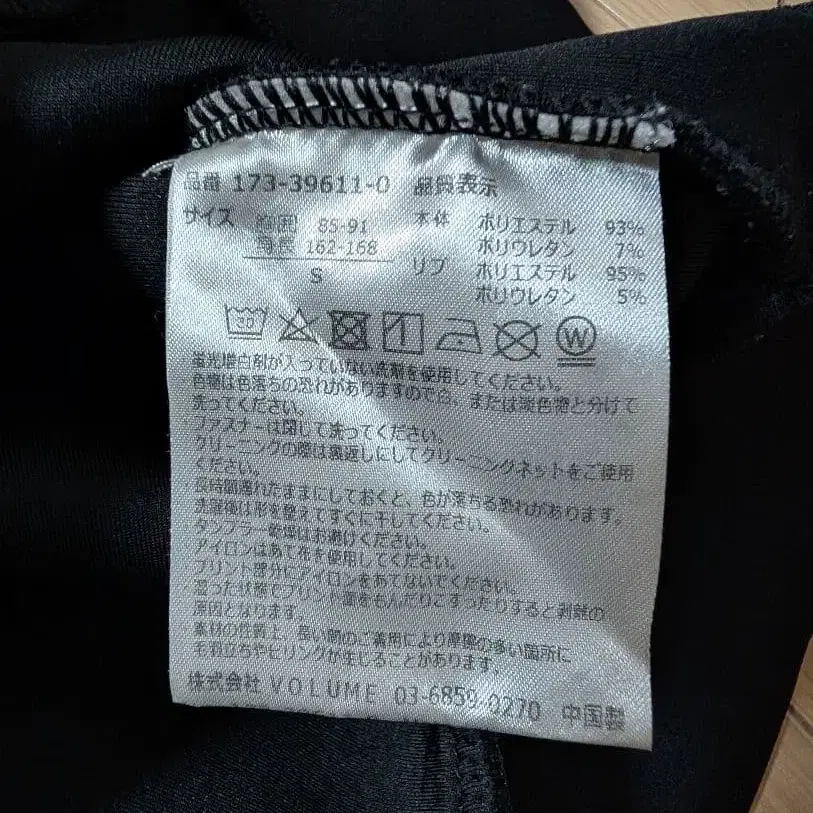 品番 173-39611-0 品質表示
サイズ 胸囲 85-91 本体 ポリエステル 93%
身長 162-168 ポリウレタン 7%
S リブ ポリエステル 95%
ポリウレタン 5%
30 W
・蛍光増白剤が入っていない洗剤を使用してください。
・色物は色落ちの恐れがありますので白、または淡色物と分けて
洗ってください。
・ファスナーは閉じて洗ってください。
・クリーニングの際は裏返しにしてクリーニングネットをご使用
ください。
・長時間濡れたままにしておくと、色が落ちる恐れがあります。
・洗濯後は形を整えてすぐに干してください。
・タンブラー乾燥はお避けください。
・アイロンはあて布を使用してください。
・プリント部分にアイロンをあてないでください。
・湿った状態でプリント面をもんだりこすったりすると剥離の
原因となります。
・素材の性質上、長い間のご着用により摩擦の多い箇所に
毛羽立ちやピリングが生じることがあります。
株式会社 VOLUME 03-6859-0270 中国製